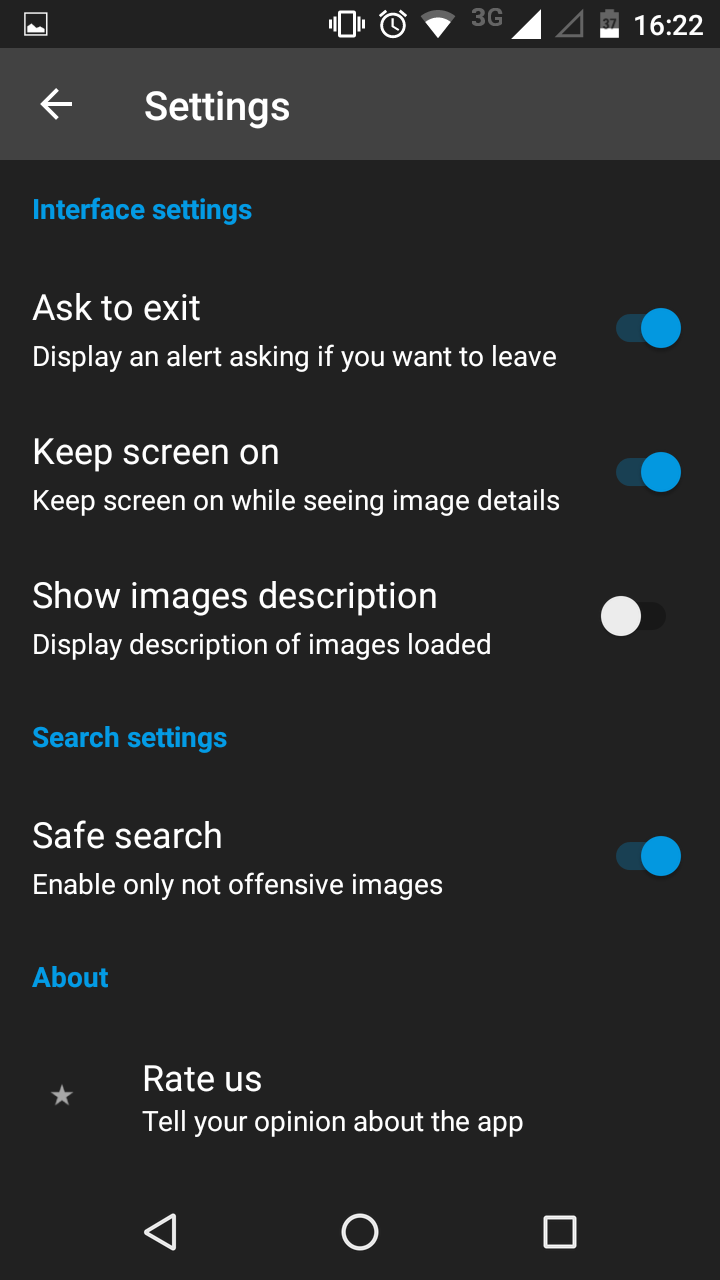 3G 37 16:22
Settings
Interface settings
Ask to exit
Display an alert asking if you want to leave
Keep screen on
Keep screen on while seeing image details
Show images description
Display description of images loaded
Search settings
Safe search
Enable only not offensive images
About
Rate us
Tell your opinion about the app